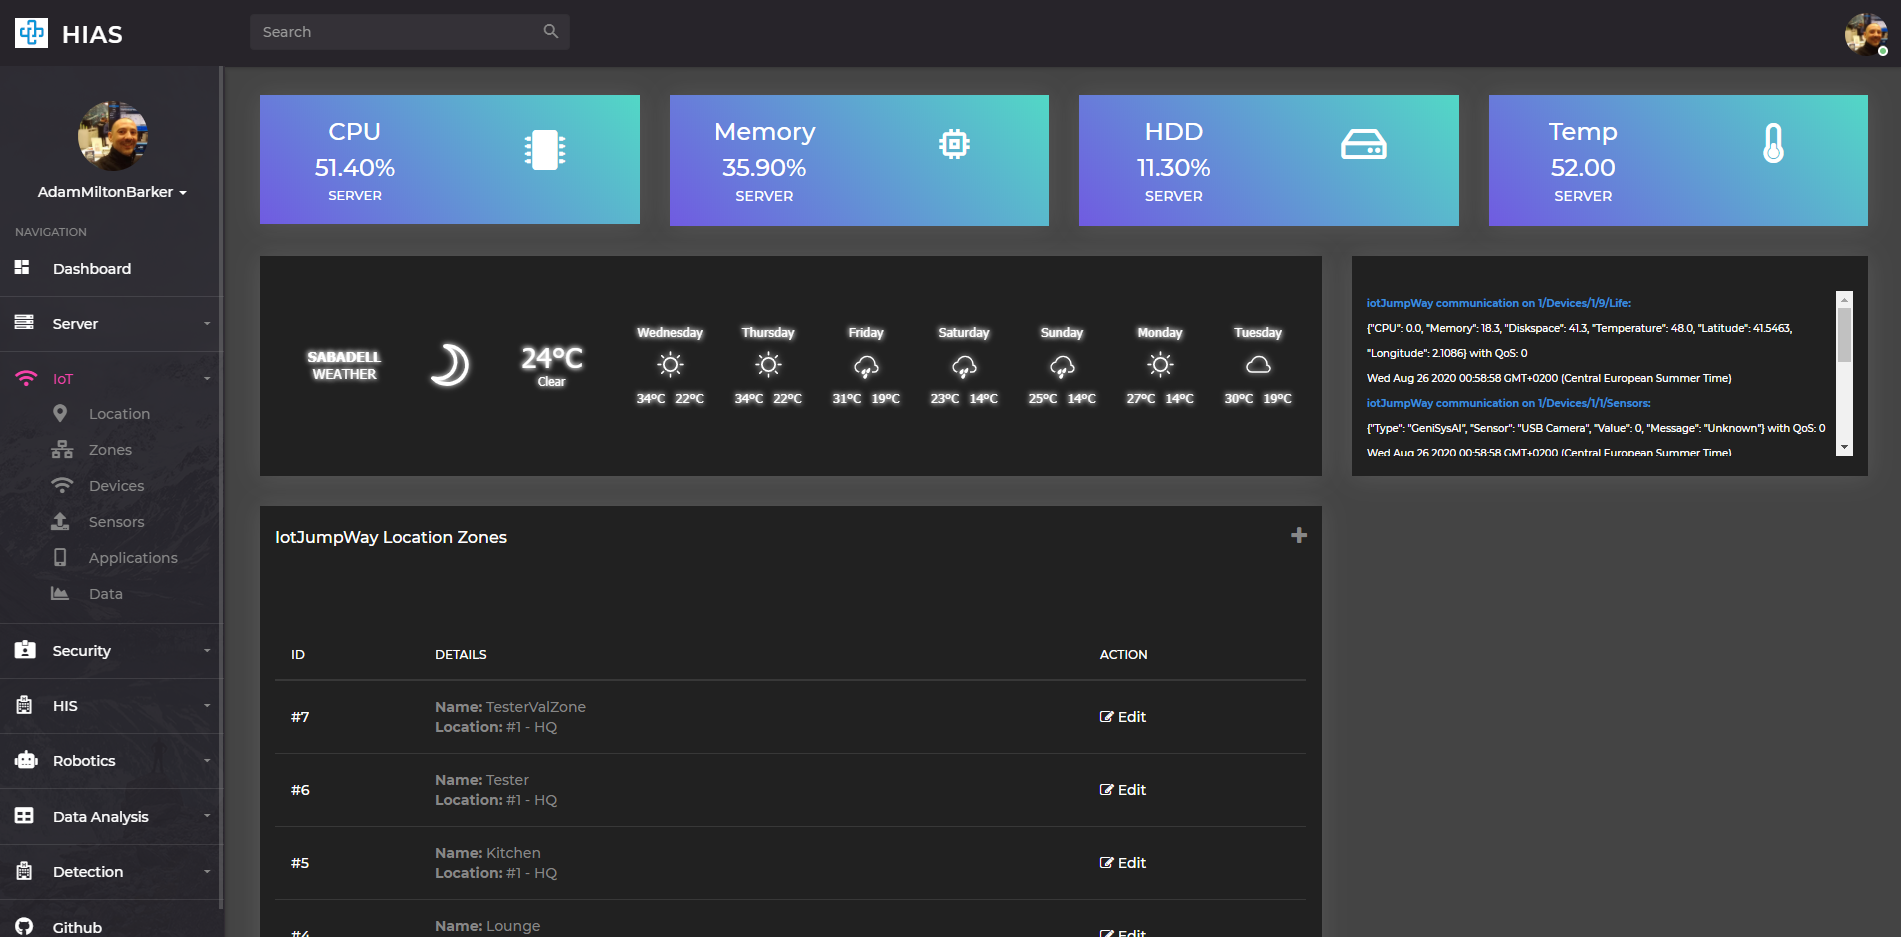 HIAS
Search
AdamMiltonBarker
NAVIGATION
Dashboard
Server
IoT
Location
Zones
Devices
Sensors
Applications
Data
Security
HIS
Robotics
Data Analysis
Detection
Github
CPU
51.40%
SERVER
Memory
35.90%
SERVER
HDD
11.30%
SERVER
Temp
52.00
SERVER
SABADELL
WEATHER
24°C
Clear
Wednesday Thursday Friday Saturday Sunday Monday Tuesday
34°C 22°C 34°C 22°C 31°C 19°C 23°C 14°C 25°C 14°C 27°C 14°C 30°C 19°C
iotJumpWay communication on 1/Devices/1/9/Life:
{"CPU": 0.0, "Memory": 18.3, "Diskspace": 41.3, "Temperature": 48.0, "Latitude": 41.5463,
"Longitude": 2.1086} with QoS: 0
Wed Aug 26 2020 00:58:58 GMT+0200 (Central European Summer Time)
iotJumpWay communication on 1/Devices/1/1/Sensors:
{"Type": "GeniSysAI", "Sensor": "USB Camera", "Value": 0, "Message": "Unknown"} with QoS: 0
Wed Aug 26 2020 00:58:58 GMT+0200 (Central European Summer Time)
IotJumpWay Location Zones
ID DETAILS ACTION
#7 Name: TesterValZone
Location: #1 - HQ
Edit
#6 Name: Tester
Location: #1 - HQ
Edit
#5 Name: Kitchen
Location: #1 - HQ
Edit
#4 Name: Lounge
Edit